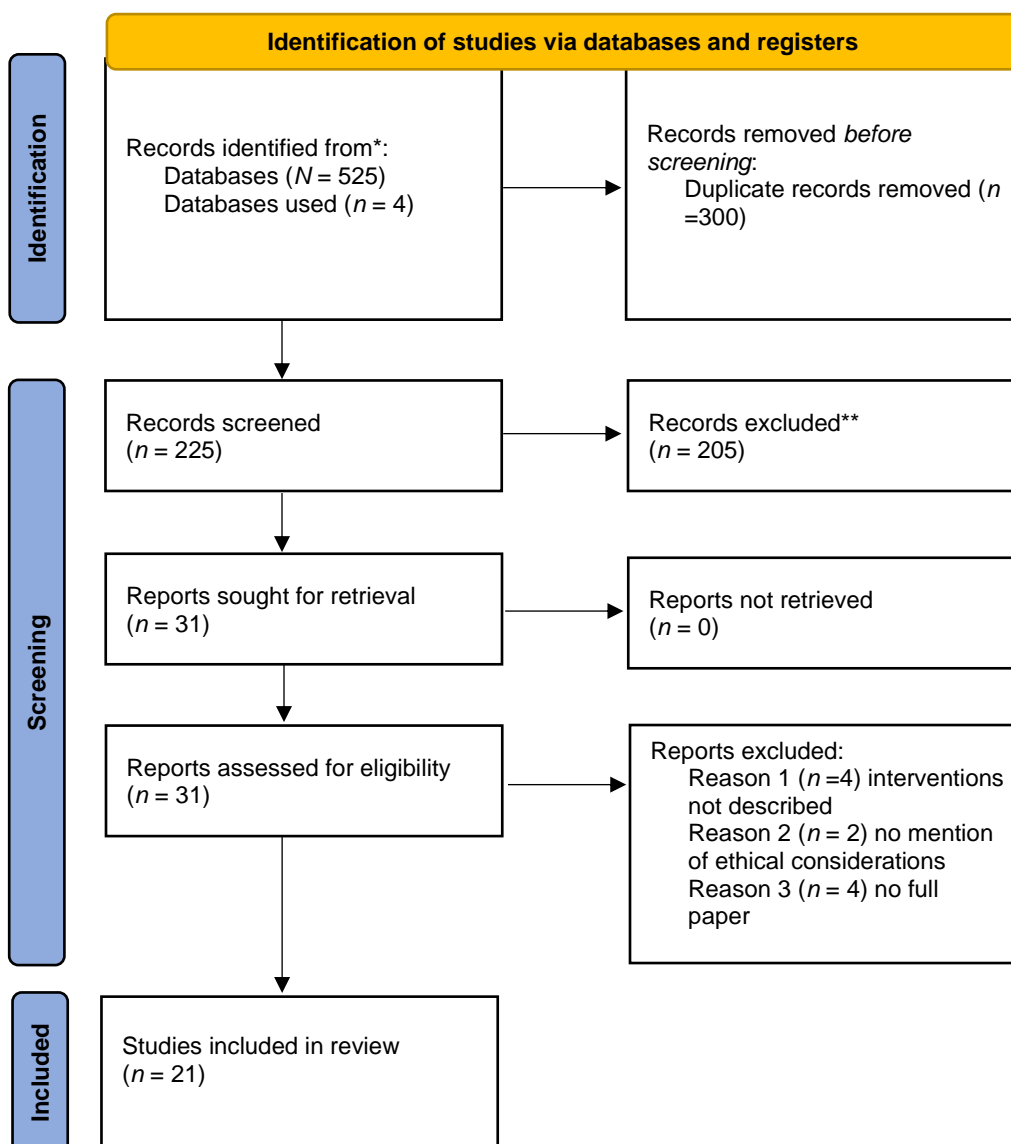 Identification of studies via databases and registers
Identification
Records identified from*:
Databases (N = 525)
Databases used (n = 4)
Records removed before
screening:
Duplicate records removed (n
=300)
Screening
Records screened
(n = 225)
Records excluded**
(n = 205)
Reports sought for retrieval
(n = 31)
Reports not retrieved
(n = 0)
Reports assessed for eligibility
(n = 31)
Reports excluded:
Reason 1 (n =4) interventions
not described
Reason 2 (n = 2) no mention
of ethical considerations
Reason 3 (n = 4) no full
paper
Included
Studies included in review
(n = 21)